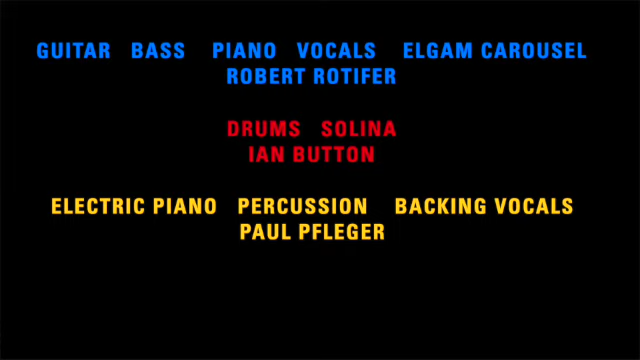 GUITAR BASS PIANO VOCALS ELGAM CAROUSEL
ROBERT ROTIFER
DRUMS SOLINA
IAN BUTTON
ELECTRIC PIANO PERCUSSION BACKING VOCALS
PAUL PFLEGER